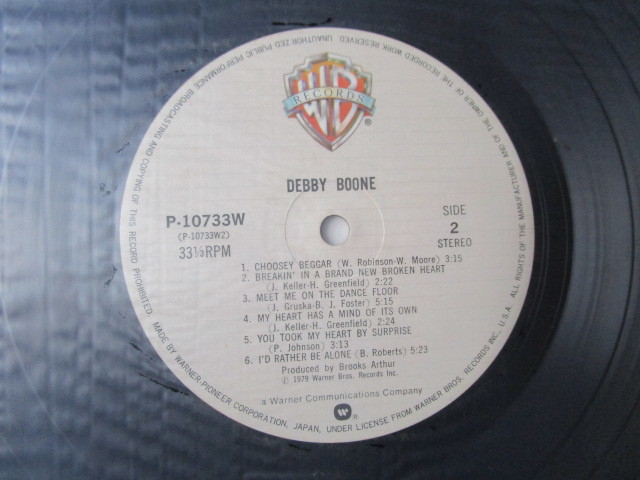 UNAUTHORIZED PUBLIC PERFORMANCE BROADCASTING AND COPYING OF THIS RECORD PROHIBITED.
ALL RIGHTS OF THE MANUFACTURER AND OF THE OWNER OF THE RECORDED WORK RESERVED.
WB
RECORDS
®
DEBBY BOONE
P-10733W
(P-10733W2)
33⅓RPM
SIDE
2
STEREO
1. CHOOSEY BEGGAR (W. Robinson-W. Moore) 3:15
2. BREAKIN' IN A BRAND NEW BROKEN HEART
(J. Keller-H. Greenfield) 2:22
3. MEET ME ON THE DANCE FLOOR
(J. Gruska-B. J. Foster) 5:15
4. MY HEART HAS A MIND OF ITS OWN
(J. Keller-H. Greenfield) 2:24
5. YOU TOOK MY HEART BY SURPRISE
(P. Johnson) 3:13
6. I'D RATHER BE ALONE (B. Roberts) 5:23
Produced by Brooks Arthur
℗ 1979 Warner Bros. Records Inc.
a Warner Communications Company
W ®
MADE BY WARNER-PIONEER CORPORATION, JAPAN, UNDER LICENSE FROM WARNER BROS. RECORDS INC., U.S.A.